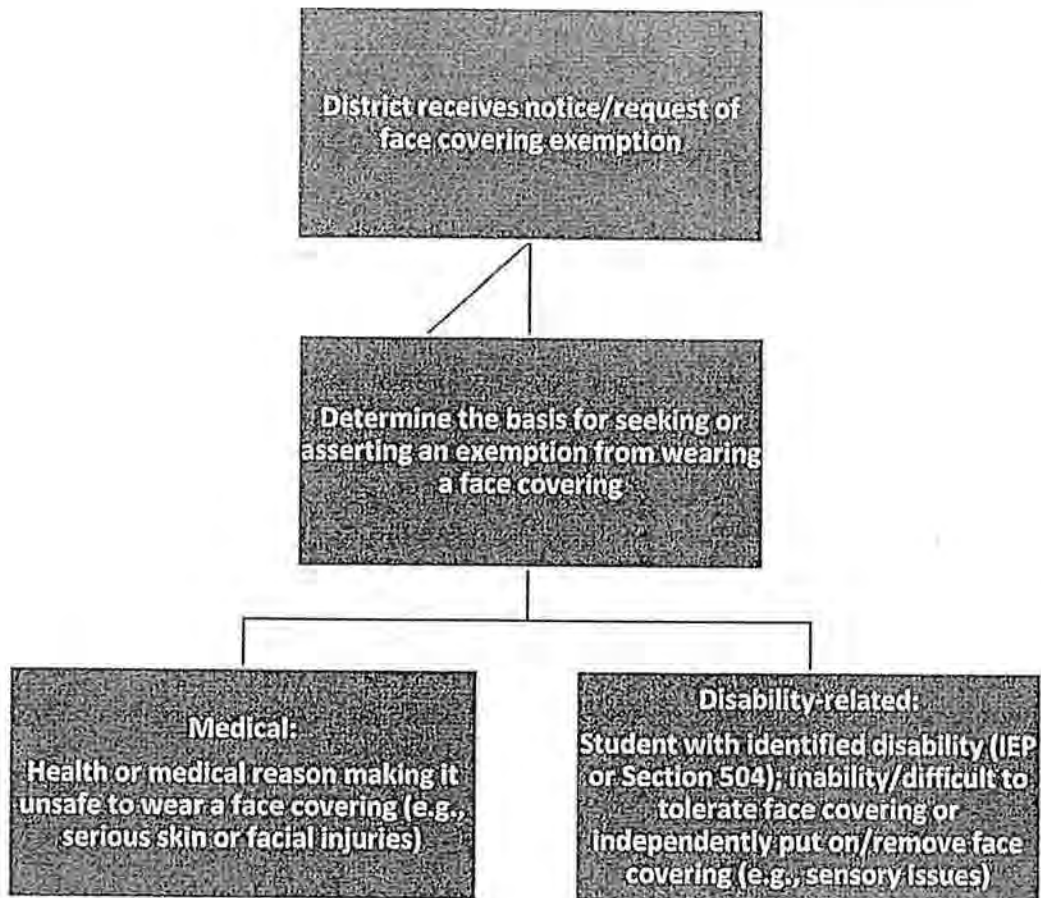 District receives notice/request of
face covering exemption
Determine the basis for seeking or
asserting an exemption from wearing
a face covering
Medical:
Health or medical reason making it
unsafe to wear a face covering (e.g.,
serious skin or facial injuries)
Disability-related:
Student with identified disability (IEP
or Section 504); inability/difficult to
tolerate face covering or
independently put on/remove face
covering (e.g., sensory issues)